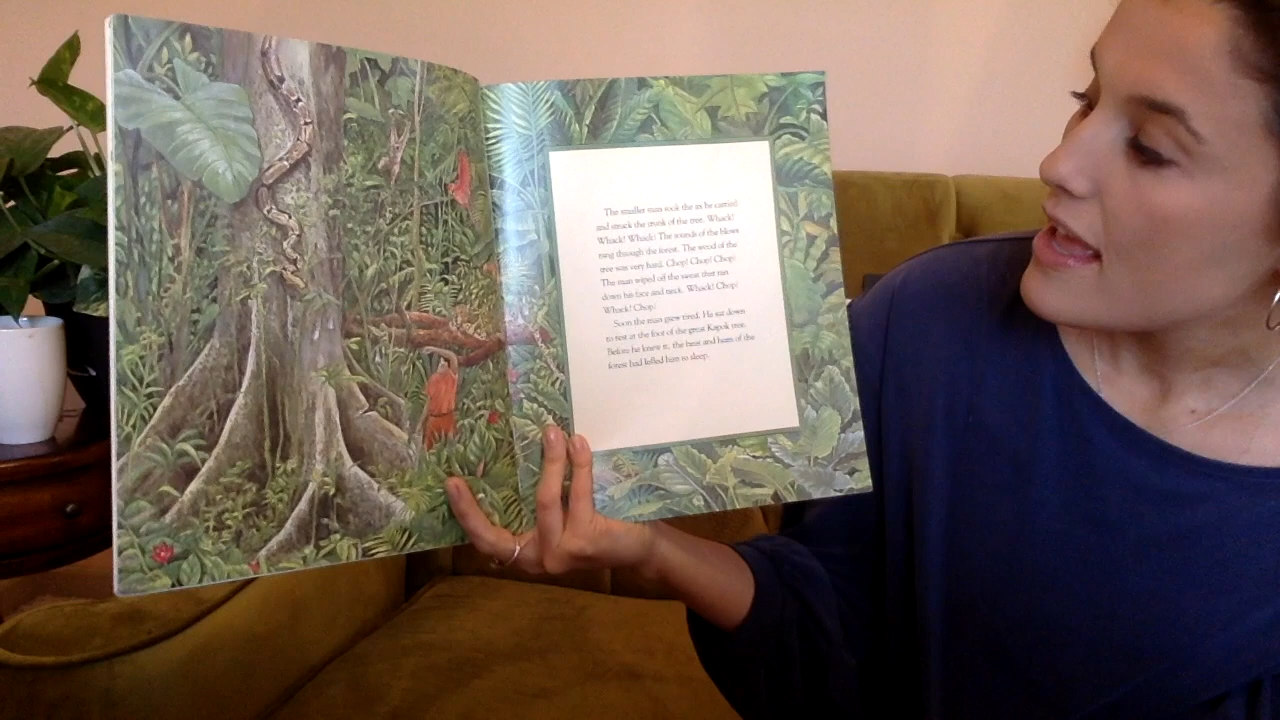 The smaller man took the ax he carried
and struck the trunk of the tree. Whack!
Whack! Whack! The sounds of the blows
rang through the forest. The wood of the
tree was very hard. Chop! Chop! Chop!
The man wiped off the sweat that ran
down his face and neck. Whack! Chop!
Whack! Chop!
Soon the man grew tired. He sat down
to rest at the foot of the great Kapok tree.
Before he knew it, the heat and hum of the
forest had lulled him to sleep.